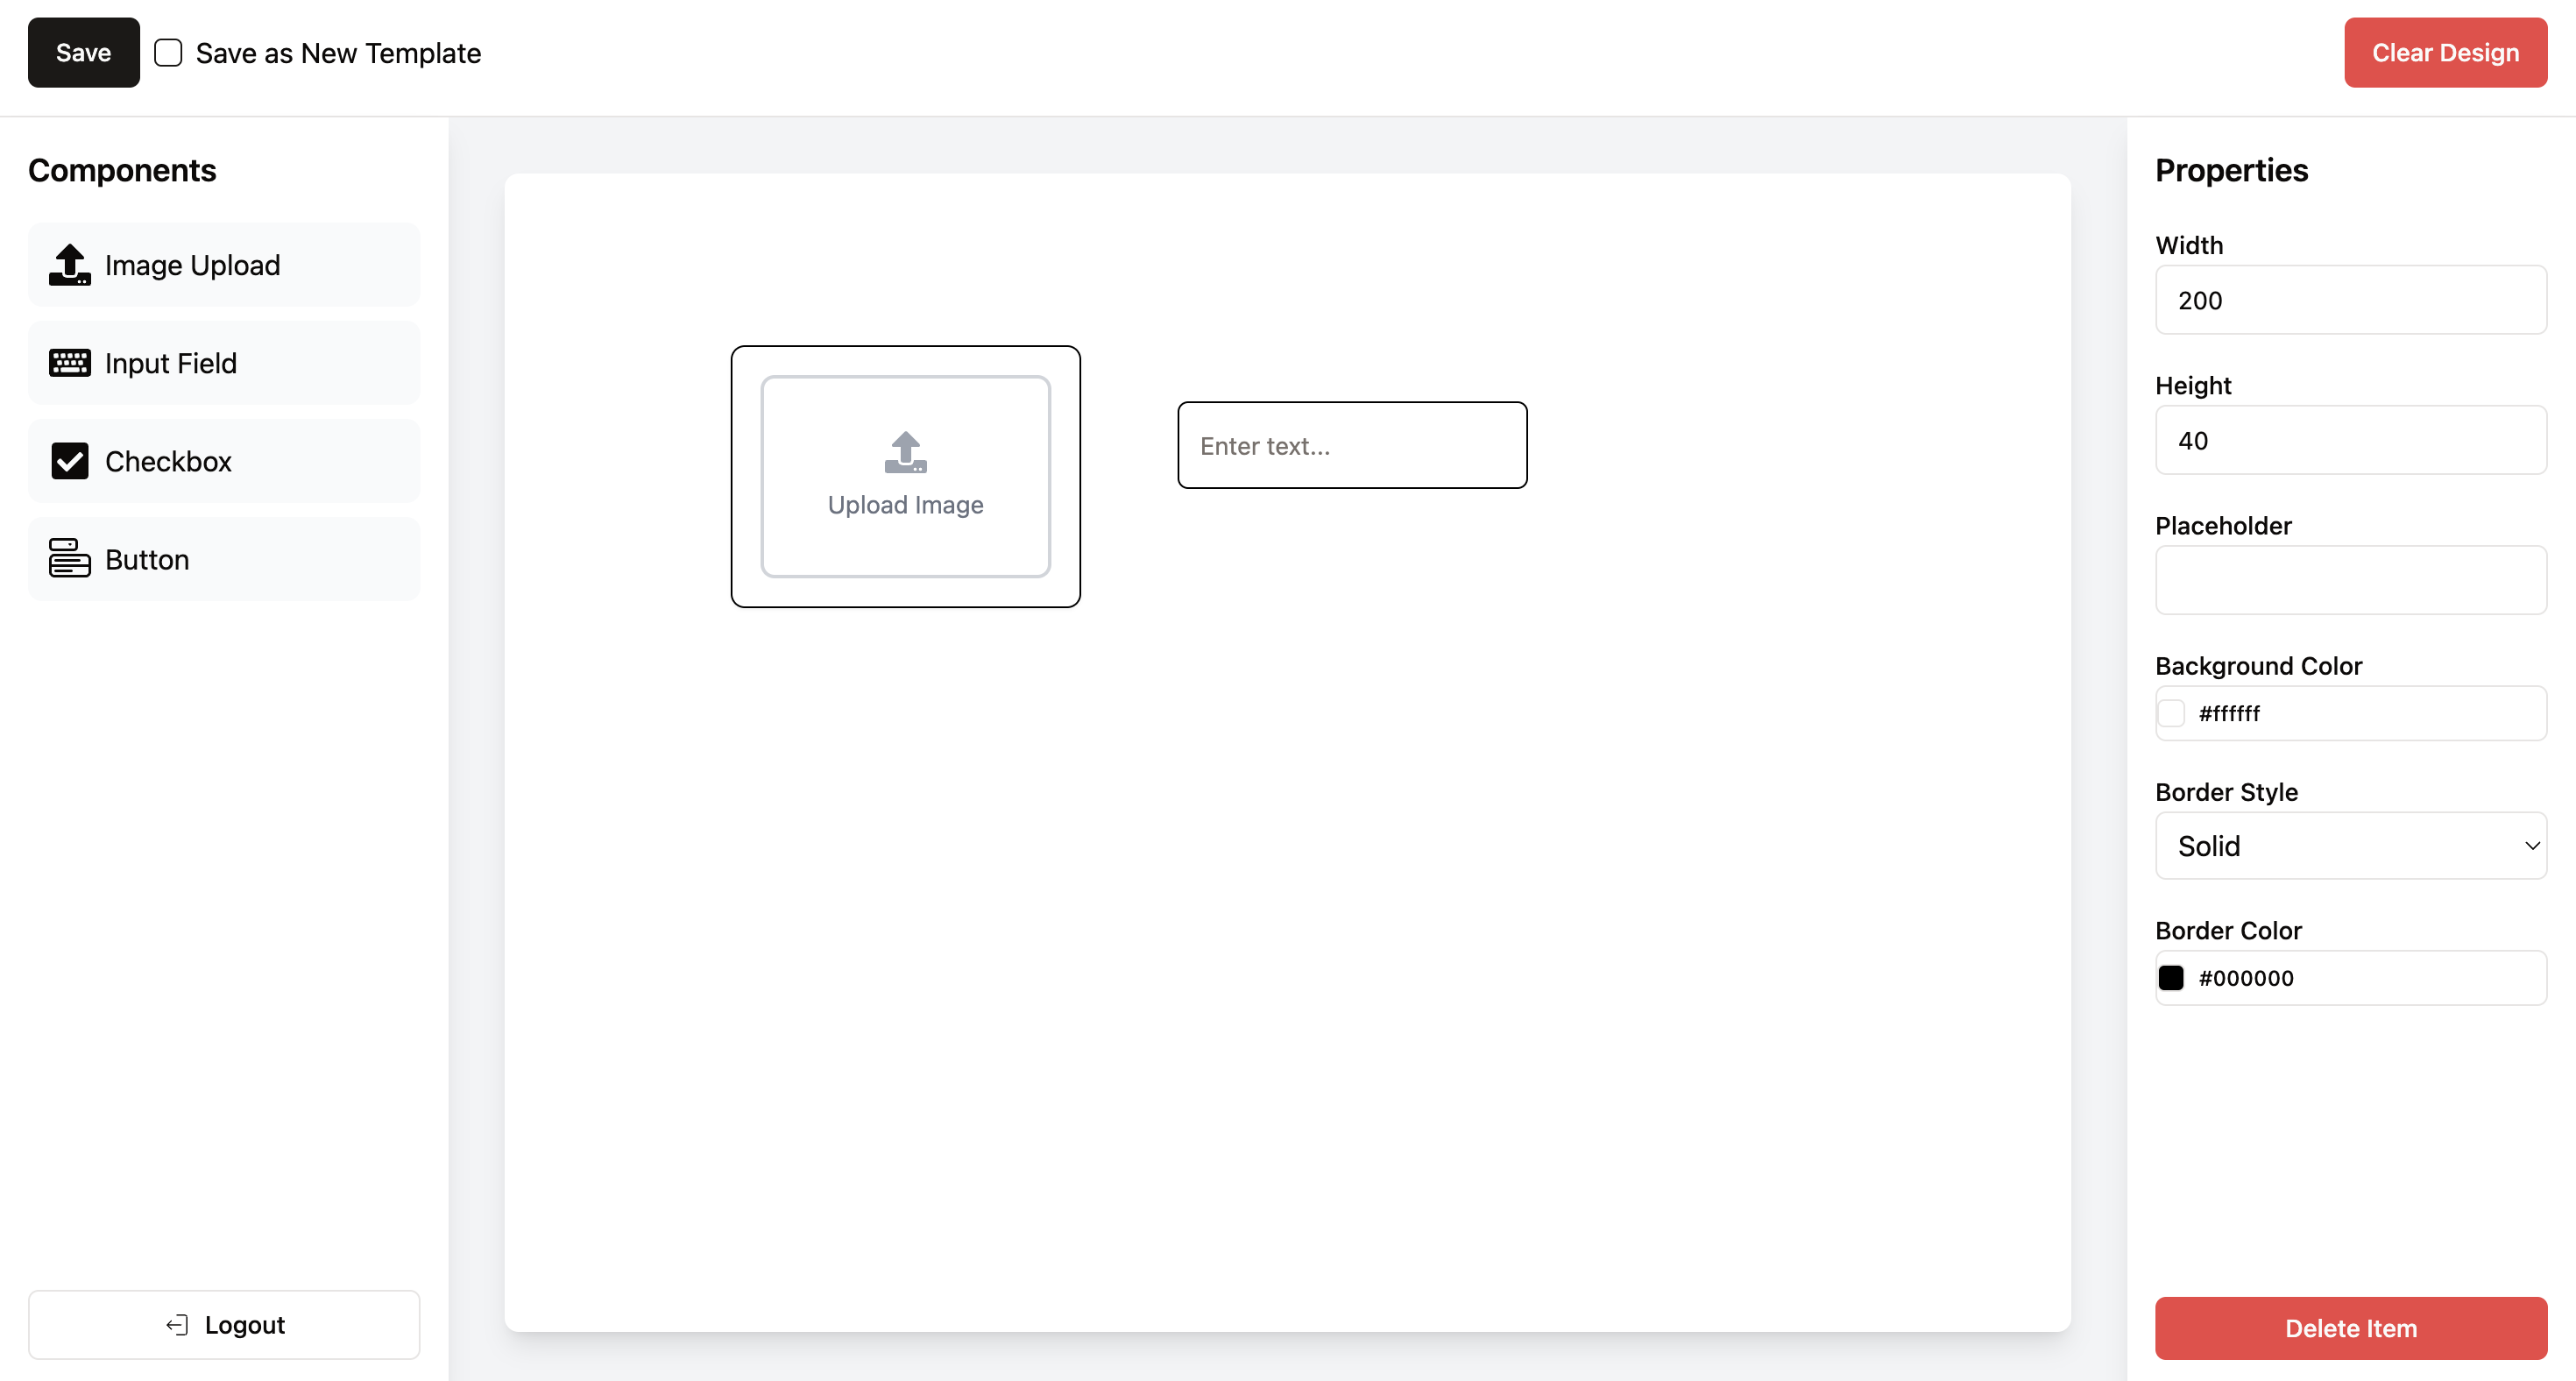 Save
Save as New Template
Clear Design
Components
Image Upload
Input Field
Checkbox
Button
Logout
Upload Image
Enter text...
Properties
Width
200
Height
40
Placeholder
Background Color
#ffffff
Border Style
Solid
Border Color
#000000
Delete Item